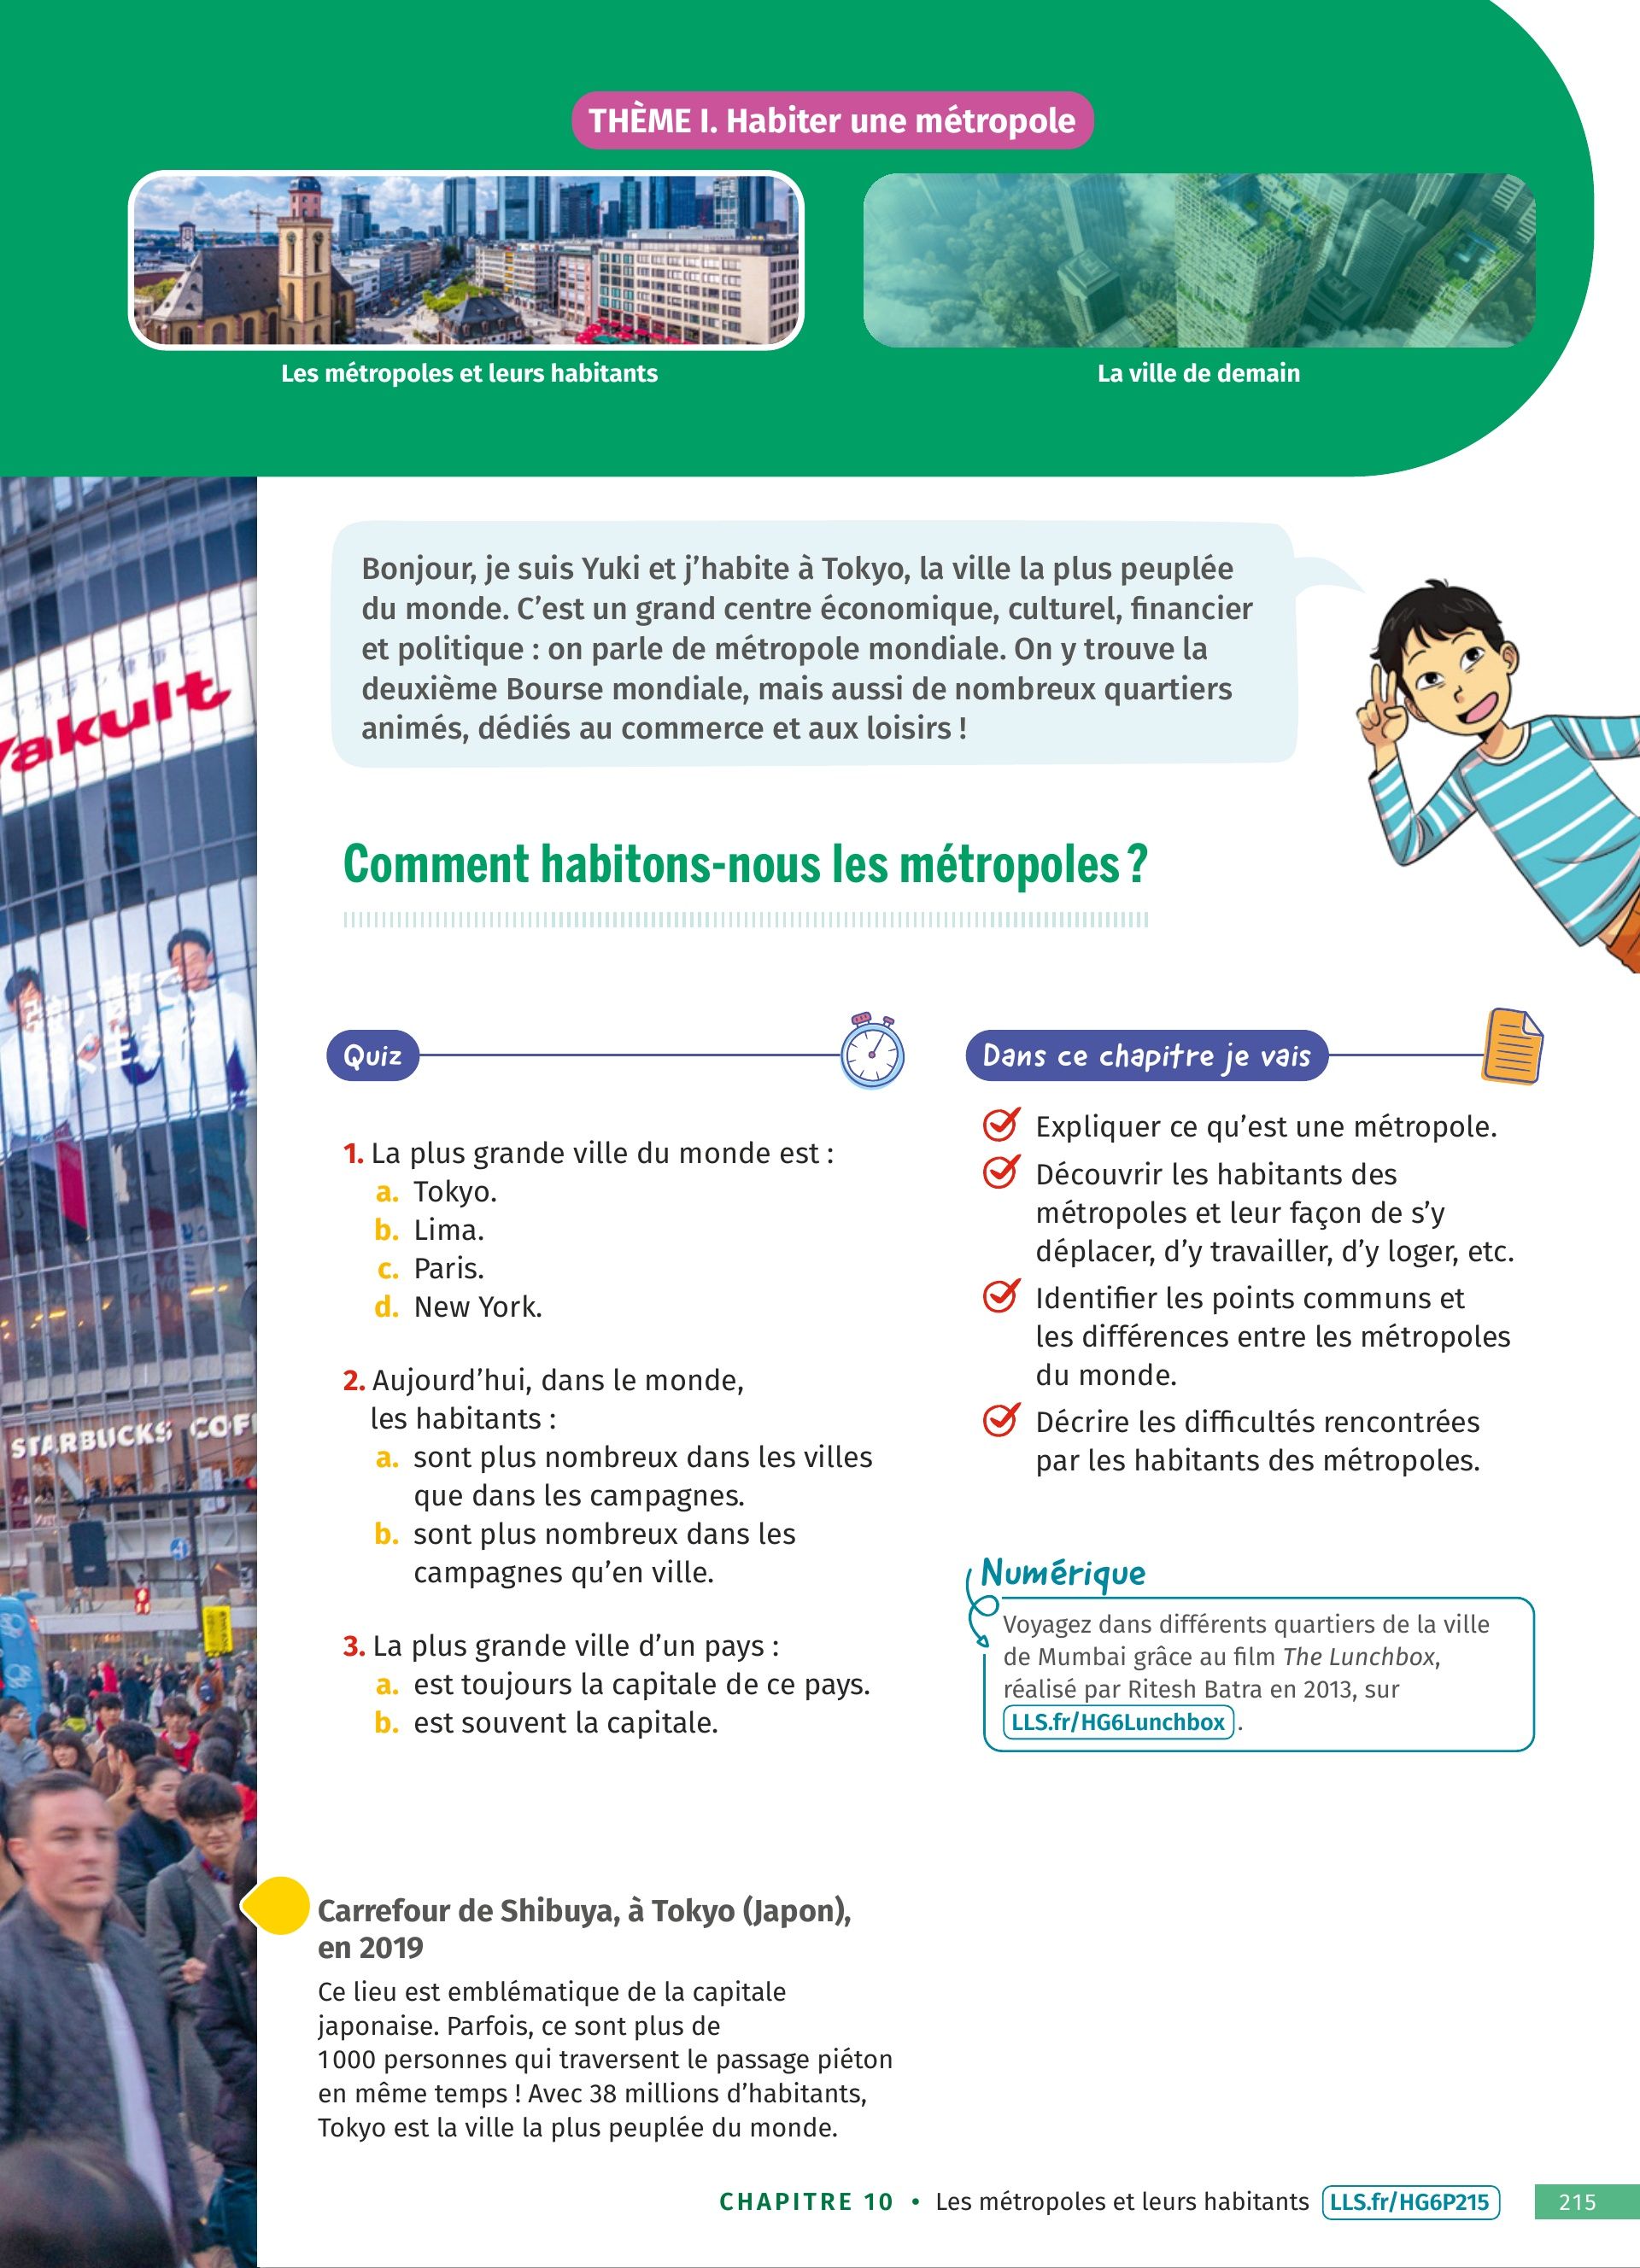 THÈME I. Habiter une métropole
Les métropoles et leurs habitants
La ville de demain
Bonjour, je suis Yuki et j’habite à Tokyo, la ville la plus peuplée
du monde. C’est un grand centre économique, culturel, financier
et politique : on parle de métropole mondiale. On y trouve la
deuxième Bourse mondiale, mais aussi de nombreux quartiers
animés, dédiés au commerce et aux loisirs !
Yakult
STARBUCKS COF
Comment habitons-nous les métropoles ?
Quiz
1. La plus grande ville du monde est :
a. Tokyo.
b. Lima.
c. Paris.
d. New York.
2. Aujourd’hui, dans le monde,
les habitants :
a. sont plus nombreux dans les villes
que dans les campagnes.
b. sont plus nombreux dans les
campagnes qu’en ville.
3. La plus grande ville d’un pays :
a. est toujours la capitale de ce pays.
b. est souvent la capitale.
Dans ce chapitre je vais
Expliquer ce qu’est une métropole.
Découvrir les habitants des
métropoles et leur façon de s’y
déplacer, d’y travailler, d’y loger, etc.
Identifier les points communs et
les différences entre les métropoles
du monde.
Décrire les difficultés rencontrées
par les habitants des métropoles.
Numérique
Voyagez dans différents quartiers de la ville
de Mumbai grâce au film The Lunchbox,
réalisé par Ritesh Batra en 2013, sur
LLS.fr/HG6Lunchbox .
Carrefour de Shibuya, à Tokyo (Japon),
en 2019
Ce lieu est emblématique de la capitale
japonaise. Parfois, ce sont plus de
1 000 personnes qui traversent le passage piéton
en même temps ! Avec 38 millions d’habitants,
Tokyo est la ville la plus peuplée du monde.
CHAPITRE 10 • Les métropoles et leurs habitants LLS.fr/HG6P215 215